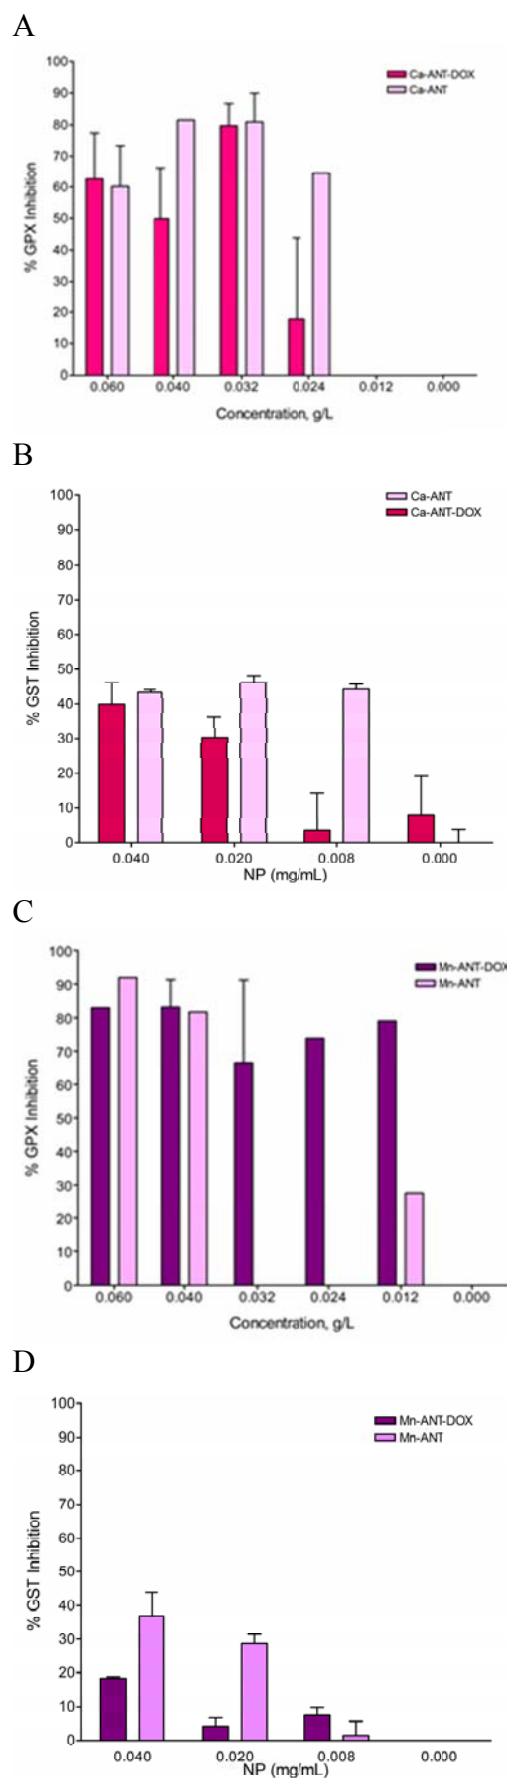 A
Ca-ANT-DOX
Ca-ANT
100
90
80
70
60
50
40
30
20
10
0
% GPX Inhibition
0.060 0.040 0.032 0.024 0.012 0.000
Concentration, g/L
B
Ca-ANT
Ca-ANT-DOX
100
90
80
70
60
50
40
30
20
10
0
% GST Inhibition
0.040 0.020 0.008 0.000
NP (mg/mL)
C
Mn-ANT-DOX
Mn-ANT
100
90
80
70
60
50
40
30
20
10
0
% GPX Inhibition
0.060 0.040 0.032 0.024 0.012 0.000
Concentration, g/L
D
Mn-ANT-DOX
Mn-ANT
100
90
80
70
60
50
40
30
20
10
0
% GST Inhibition
0.040 0.020 0.008 0.000
NP (mg/mL)